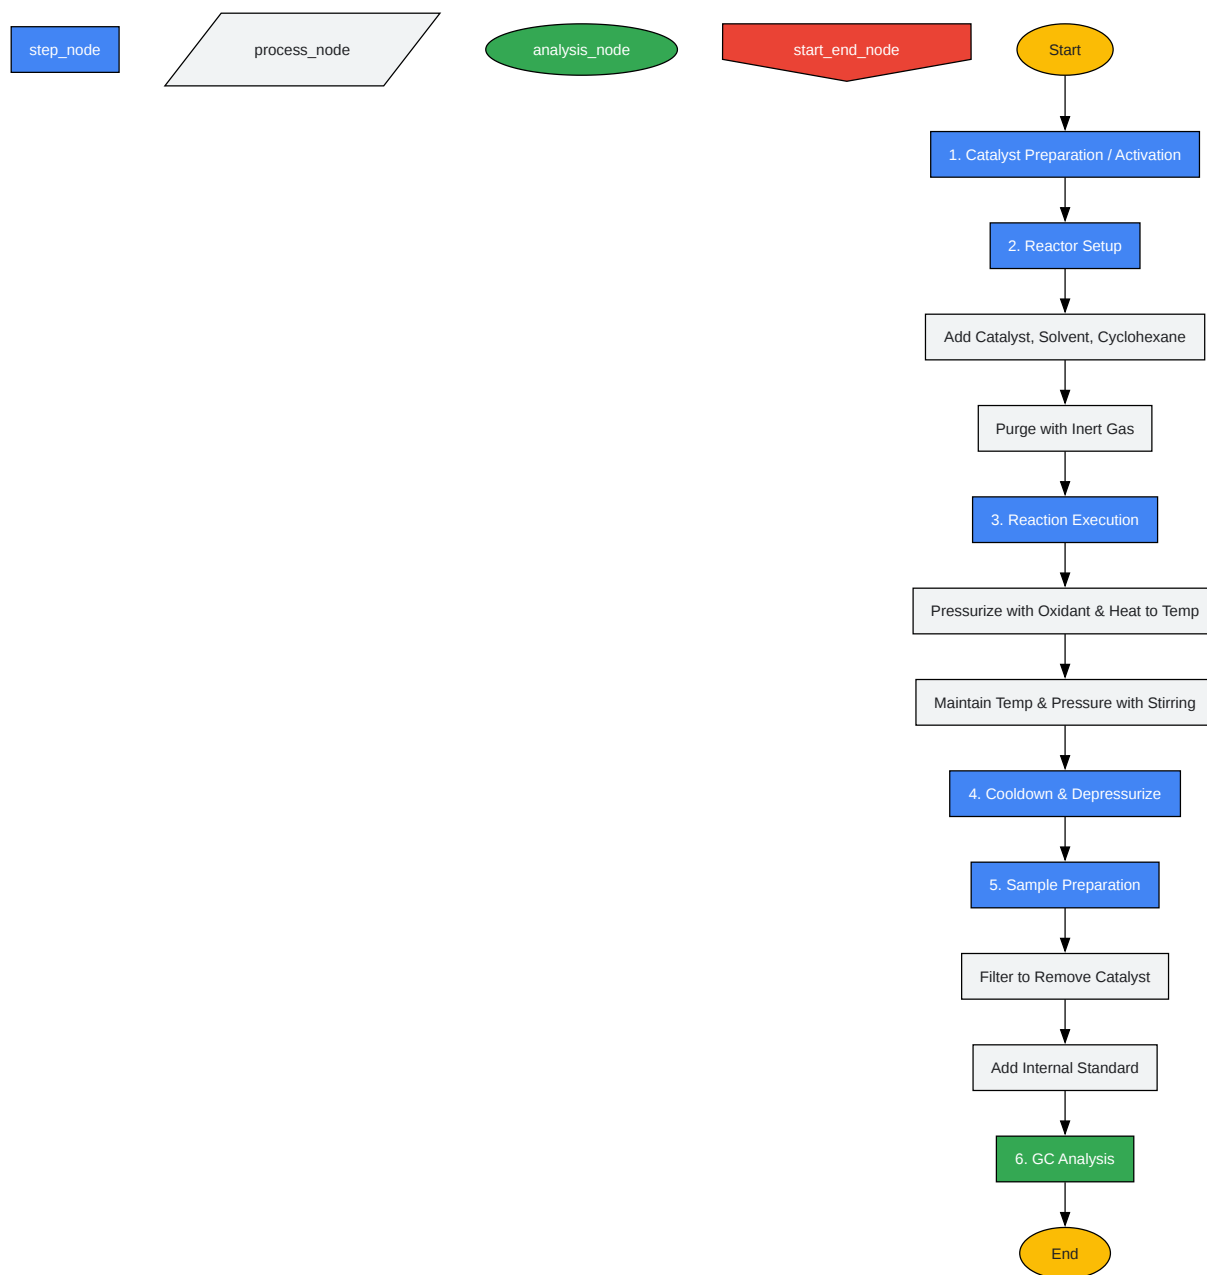 step_node
process_node
analysis_node
start_end_node
Start
1. Catalyst Preparation / Activation
2. Reactor Setup
Add Catalyst, Solvent, Cyclohexane
Purge with Inert Gas
3. Reaction Execution
Pressurize with Oxidant & Heat to Temp
Maintain Temp & Pressure with Stirring
4. Cooldown & Depressurize
5. Sample Preparation
Filter to Remove Catalyst
Add Internal Standard
6. GC Analysis
End